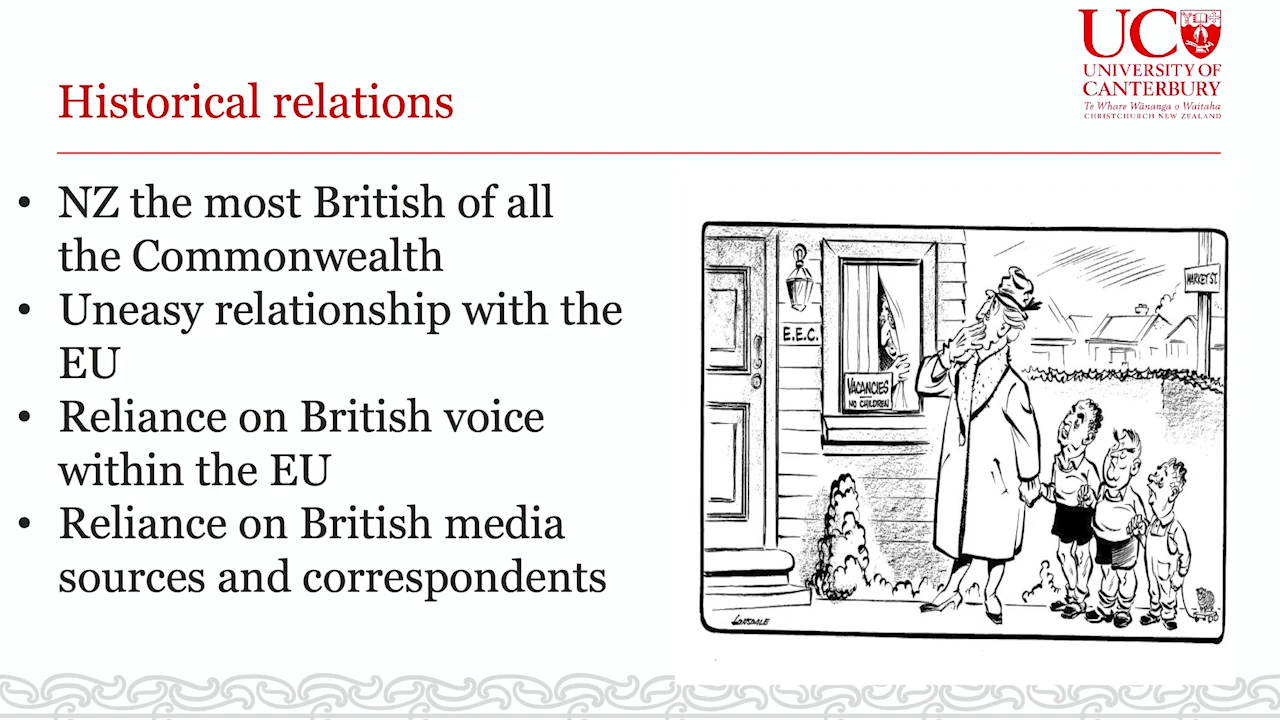 UC
UNIVERSITY OF
CANTERBURY
Te Whare Wānanga o Waitaha
CHRISTCHURCH NEW ZEALAND
Historical relations
• NZ the most British of all
the Commonwealth
• Uneasy relationship with the
EU
• Reliance on British voice
within the EU
• Reliance on British media
sources and correspondents
MARKET ST.
E.E.C.
VACANCIES
NO CHILDREN
LONSDALE